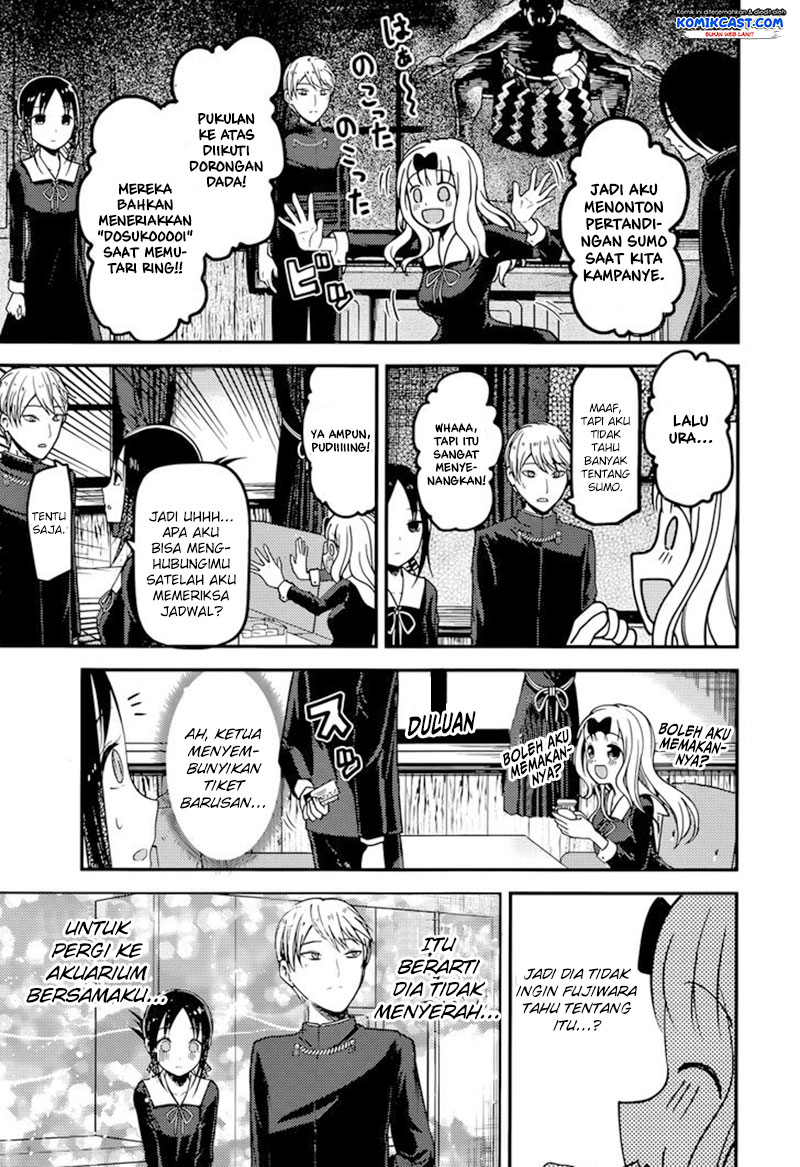 Komik ini diterjemahkan & diedit oleh
KOMIKCAST.COM
BUKAN WEB LAIN!!
JADI AKU
MENONTON
PERTANDI-
INGAN SUMO
SAAT KITA
KAMPANYE.
はぁ〜
のこった
のこった
ビッ
PUKULAN
KE ATAS
DIIKUTI
DORONGAN
DADA!
MEREKA
BAHKAN
MENERIAKKAN
"DOSUKOOOOI"
SAAT MEMU-
TARI RING!!
LALU
URA...
MAAF,
TAPI AKU
TIDAK
TAHU
BANYAK
TENTANG
SUMO.
WHAAA,
TAPI ITU
SANGAT
MENYE-
NANGKAN!
YA AMPUN,
PUDIIIIING!
JADI UHHH...
APA AKU
BISA MENG-
HUBUNGIMU
SATELAH AKU
MEMERIKSA
JADWAL?
TENTU
SAJA.
BOLEH AKU
MEMAKAN-
NYA?
BOLEH AKU
MEMAKAN-
NYA?
DULUAN
スッ
AH, KETUA
MENYEM-
BUNYIKAN
TIKET
BARUSAN...
JADI DIA TIDAK
INGIN FUJIWARA
TAHU TENTANG
ITU...?
ITU
BERARTI
DIA TIDAK
MENYERAH...
UNTUK
PERGI KE
AKUARIUM
BERSAMAKU...